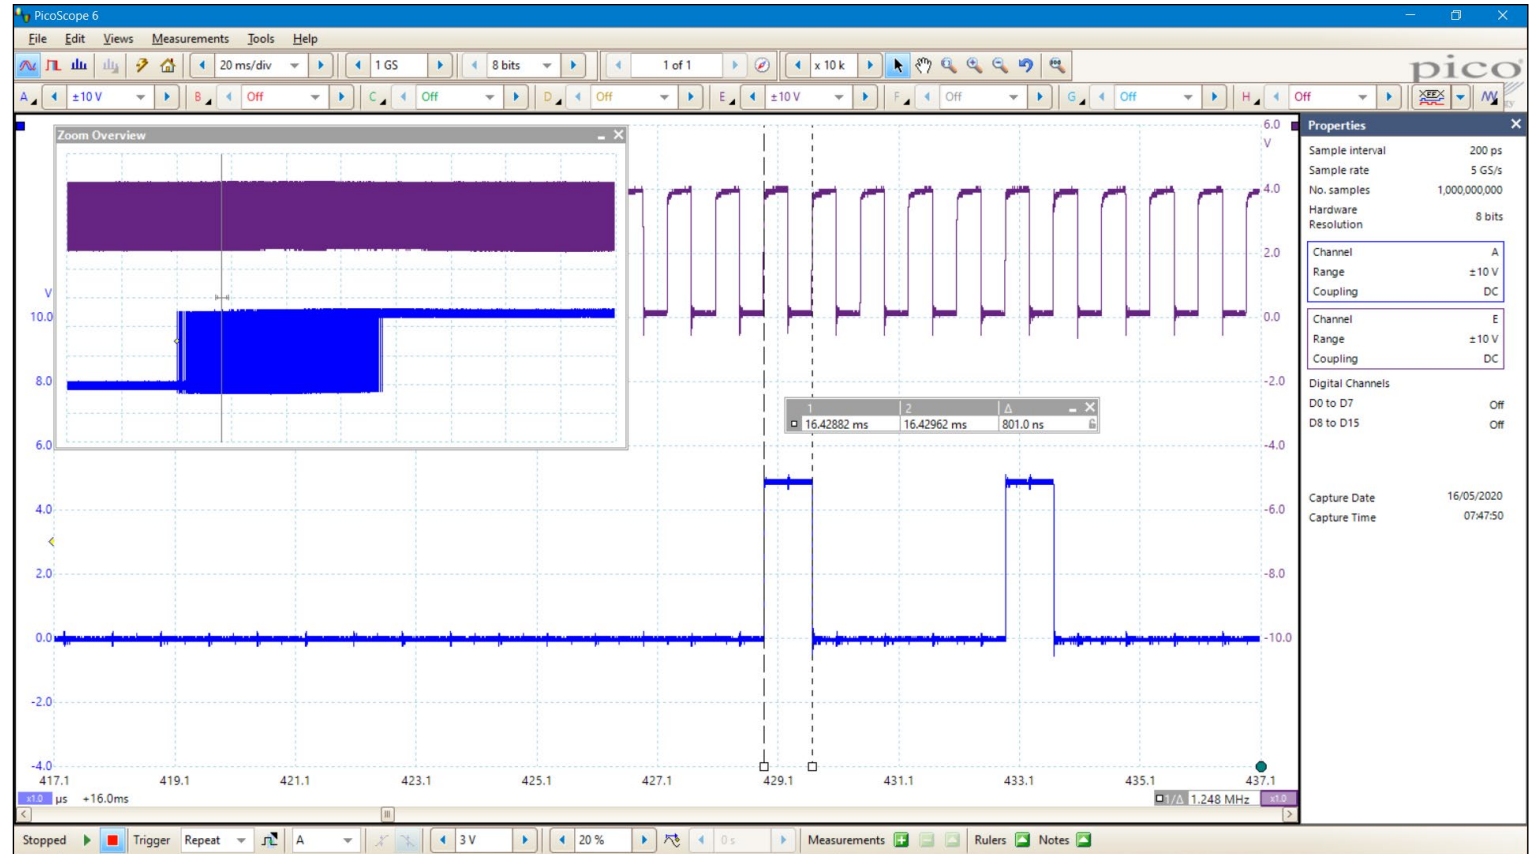 PicoScope 6
File Edit Views Measurements Tools Help
20 ms/div 1 GS 8 bits 1 of 1 x 10 k
pico
A ±10 V B Off C Off D Off E ±10 V F Off G Off H Off
Zoom Overview
Properties
Sample interval 200 ps
Sample rate 5 GS/s
No. samples 1,000,000,000
Hardware
Resolution 8 bits
Channel A
Range ±10 V
Coupling DC
Channel E
Range ±10 V
Coupling DC
Digital Channels
D0 to D7 Off
D8 to D15 Off
Capture Date 16/05/2020
Capture Time 07:47:50
V
10.0
8.0
6.0
4.0
2.0
0.0
-2.0
-4.0
6.0
V
4.0
2.0
0.0
-2.0
-4.0
-6.0
-8.0
-10.0
1 2 Δ
16.42882 ms 16.42962 ms 801.0 ns
417.1 419.1 421.1 423.1 425.1 427.1 429.1 431.1 433.1 435.1 437.1
x1.0 µs +16.0ms
1/Δ 1.248 MHz x1.0
Stopped Trigger Repeat A 3 V 20 % 0 s Measurements Rulers Notes